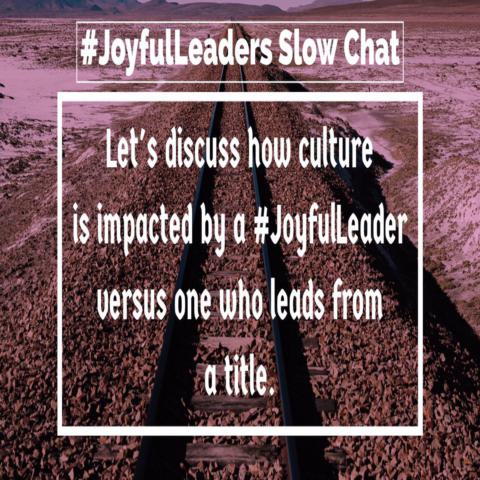 #JoyfulLeaders Slow Chat
Let's discuss how culture
is impacted by a #JoyfulLeader
versus one who leads from
a title.